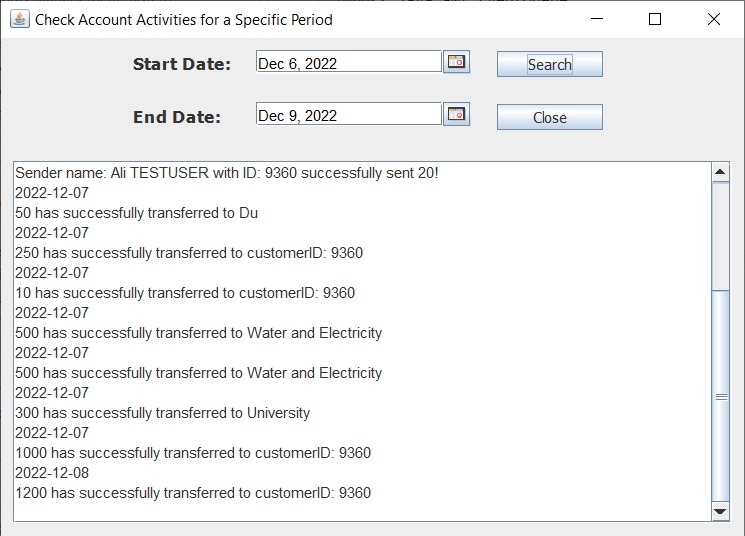 Check Account Activities for a Specific Period
Start Date: Dec 6, 2022 Search
End Date: Dec 9, 2022 Close
Sender name: Ali TESTUSER with ID: 9360 successfully sent 20!
2022-12-07
50 has successfully transferred to Du
2022-12-07
250 has successfully transferred to customerID: 9360
2022-12-07
10 has successfully transferred to customerID: 9360
2022-12-07
500 has successfully transferred to Water and Electricity
2022-12-07
500 has successfully transferred to Water and Electricity
2022-12-07
300 has successfully transferred to University
2022-12-07
1000 has successfully transferred to customerID: 9360
2022-12-08
1200 has successfully transferred to customerID: 9360